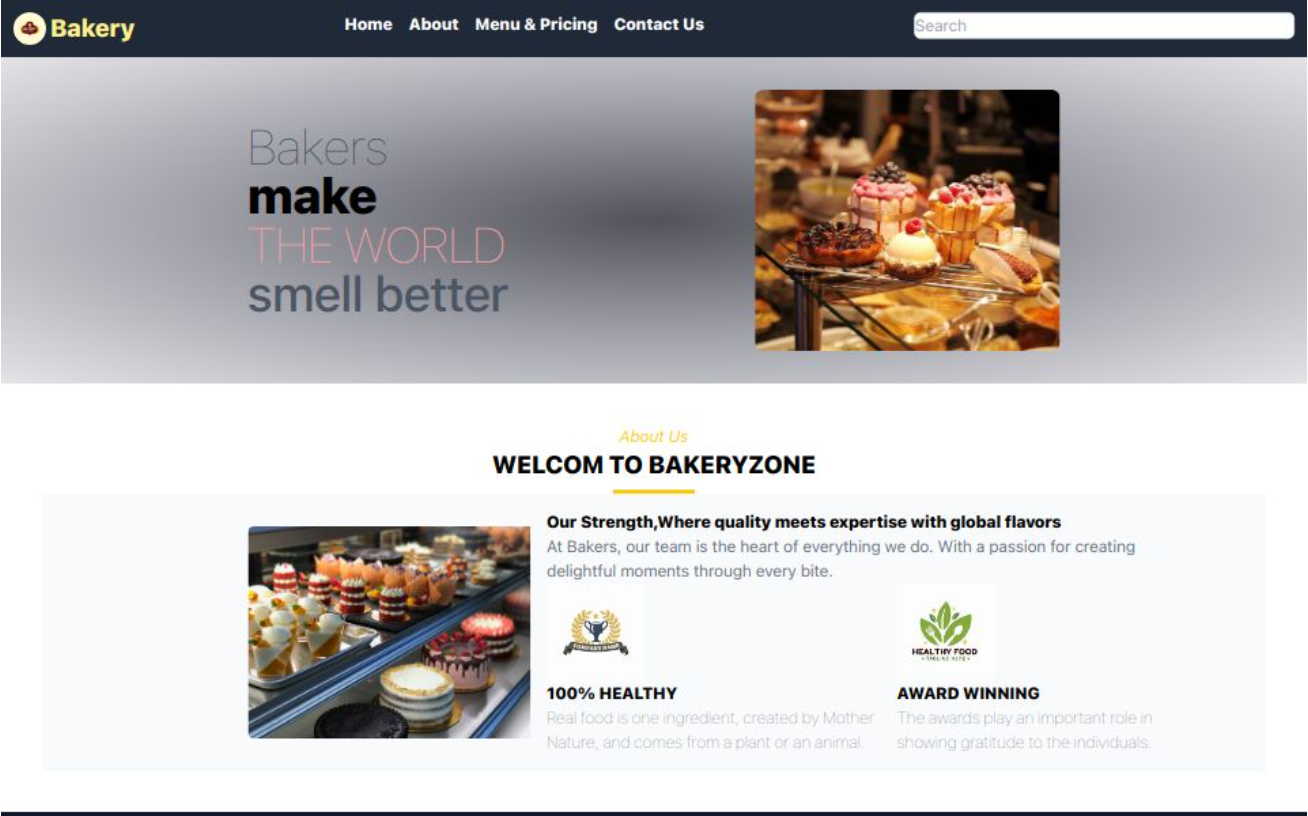 Bakery
Home About Menu & Pricing Contact Us
Search
Bakers
make
THE WORLD
smell better
About Us
WELCOM TO BAKERYZONE
Our Strength,Where quality meets expertise with global flavors
At Bakers, our team is the heart of everything we do. With a passion for creating
delightful moments through every bite.
HEALTHY FOOD
100% HEALTHY
Real food is one ingredient, created by Mother
Nature, and comes from a plant or an animal.
AWARD WINNING
The awards play an important role in
showing gratitude to the individuals.